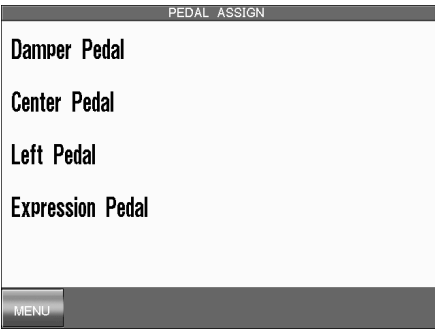 PEDAL ASSIGN
Damper Pedal
Center Pedal
Left Pedal
Expression Pedal
MENU